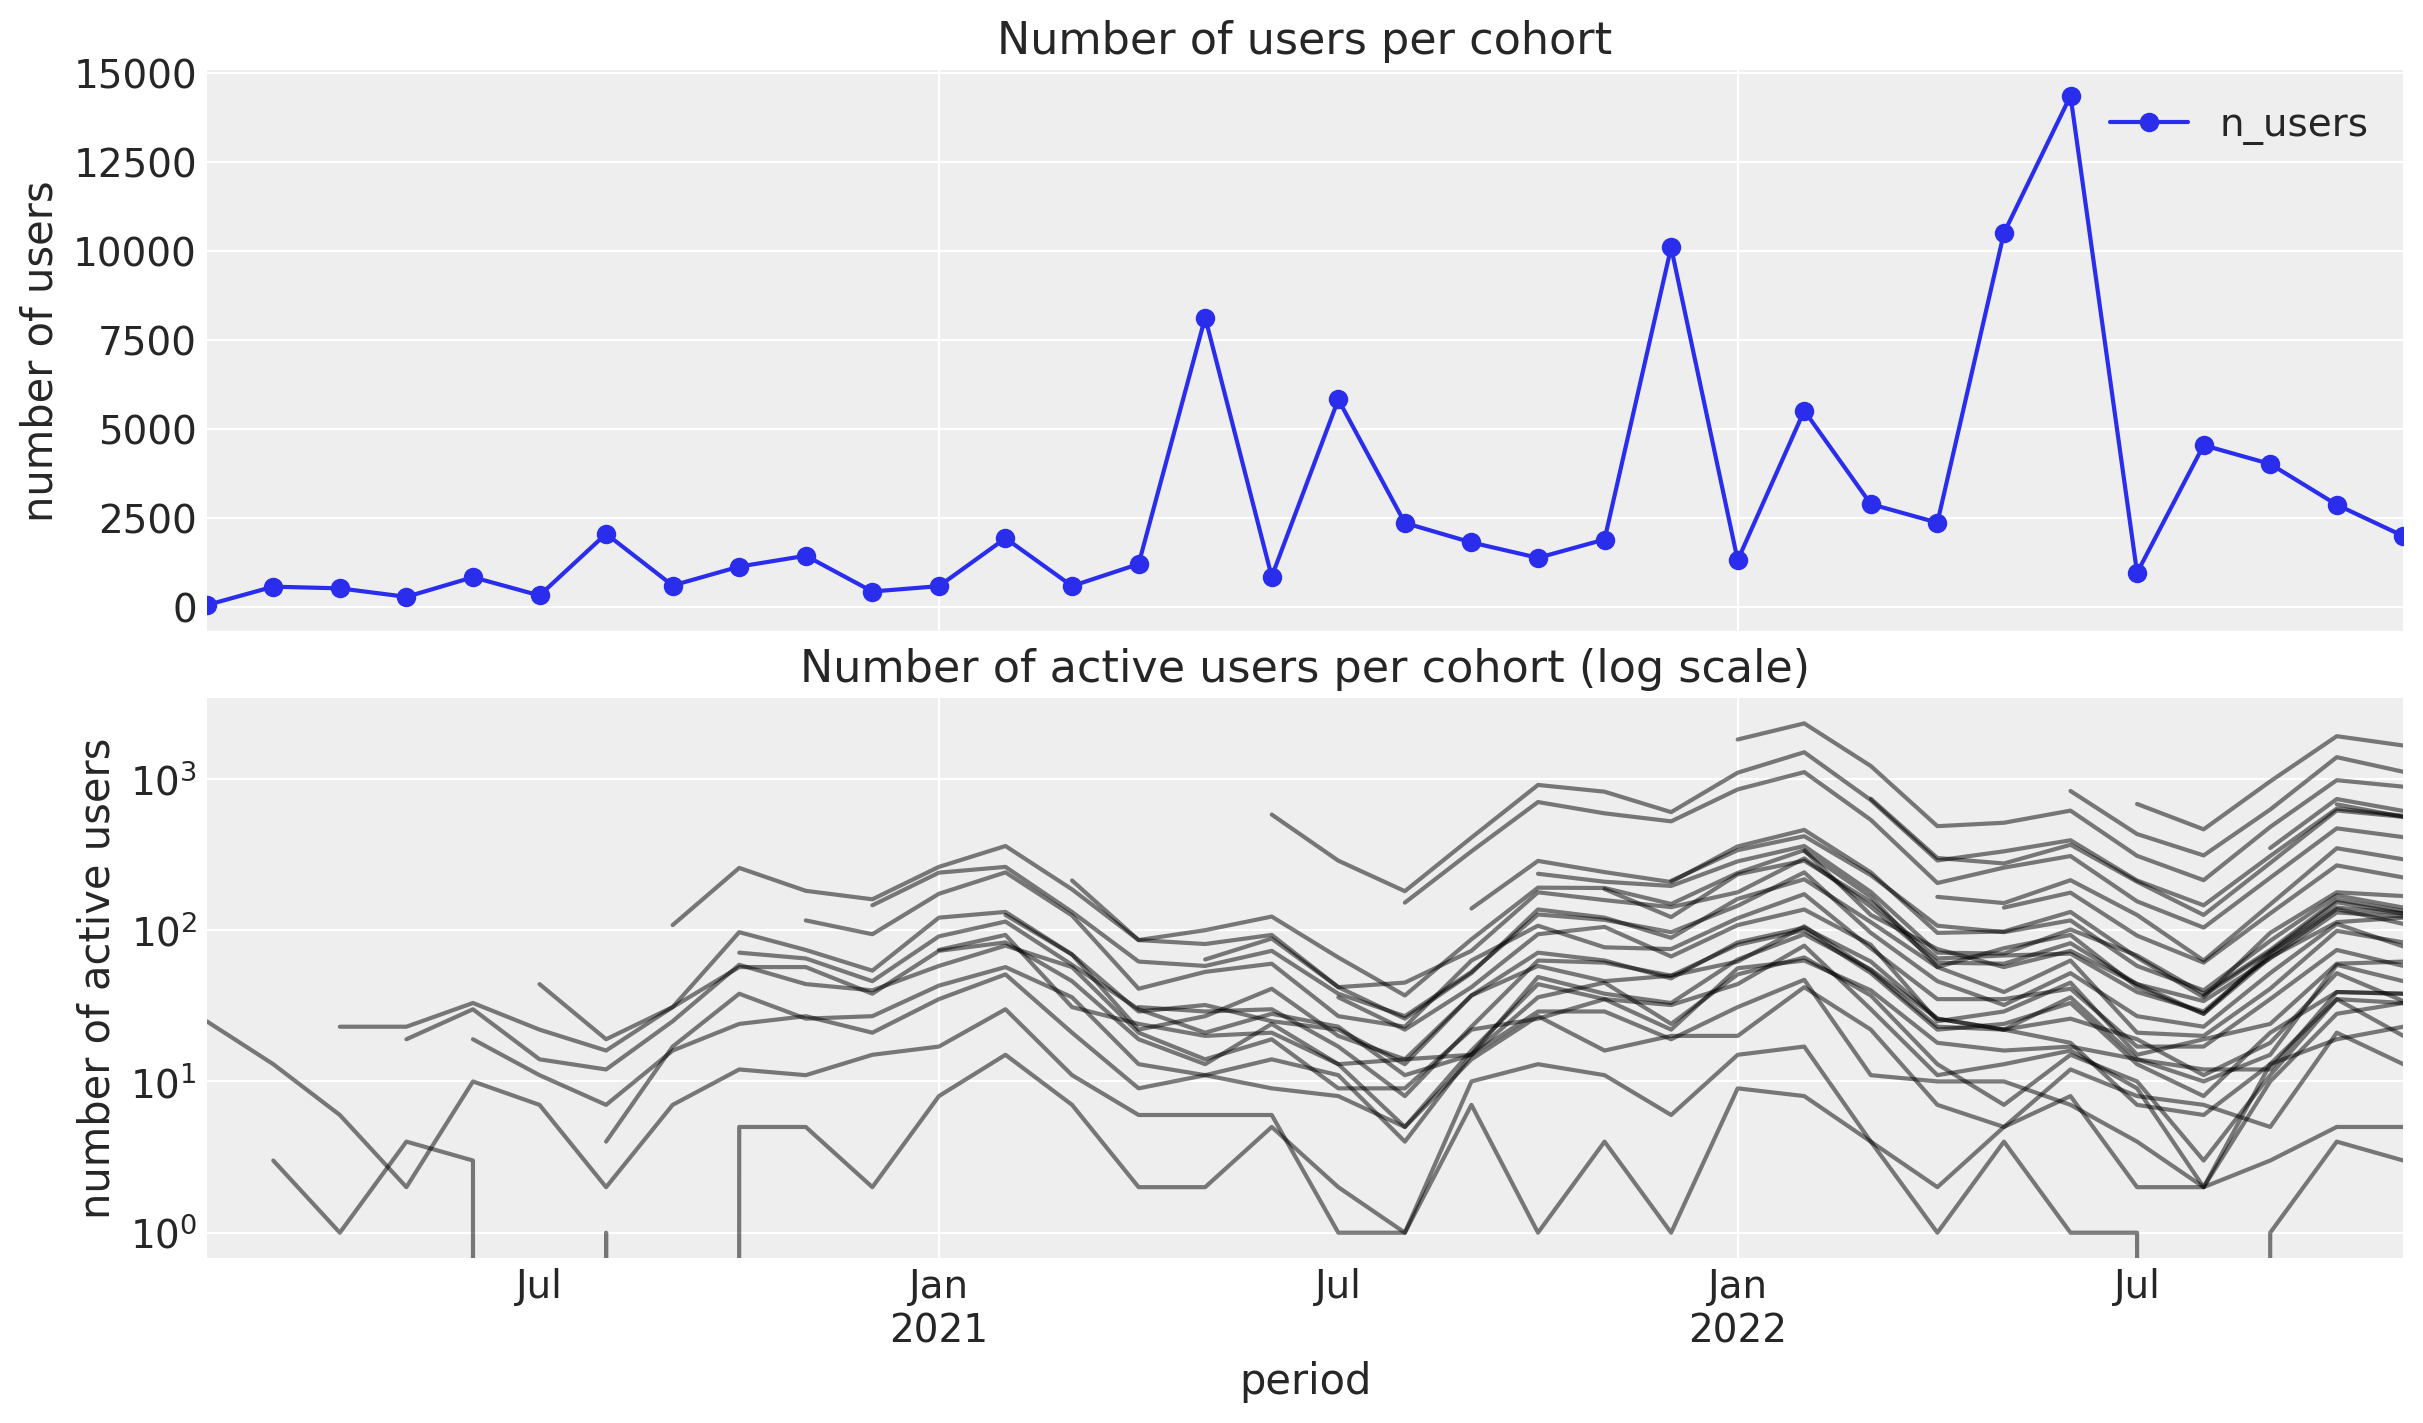 Number of users per cohort
15000
12500
10000
7500
5000
2500
0
number of users
n_users
Number of active users per cohort (log scale)
10³
10²
10¹
10⁰
number of active users
Jul
Jan
2021
Jul
Jan
2022
Jul
period